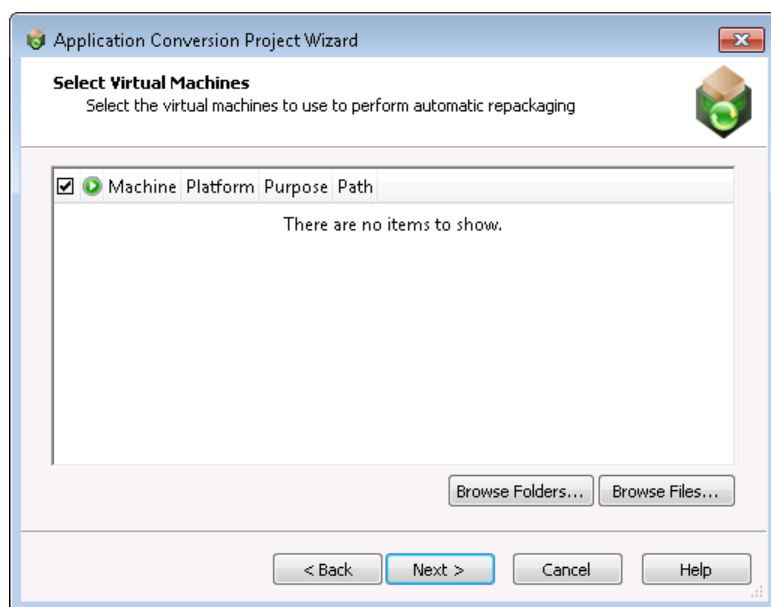 Application Conversion Project Wizard
Select Virtual Machines
Select the virtual machines to use to perform automatic repackaging
Machine Platform Purpose Path
There are no items to show.
Browse Folders... Browse Files...
< Back Next > Cancel Help